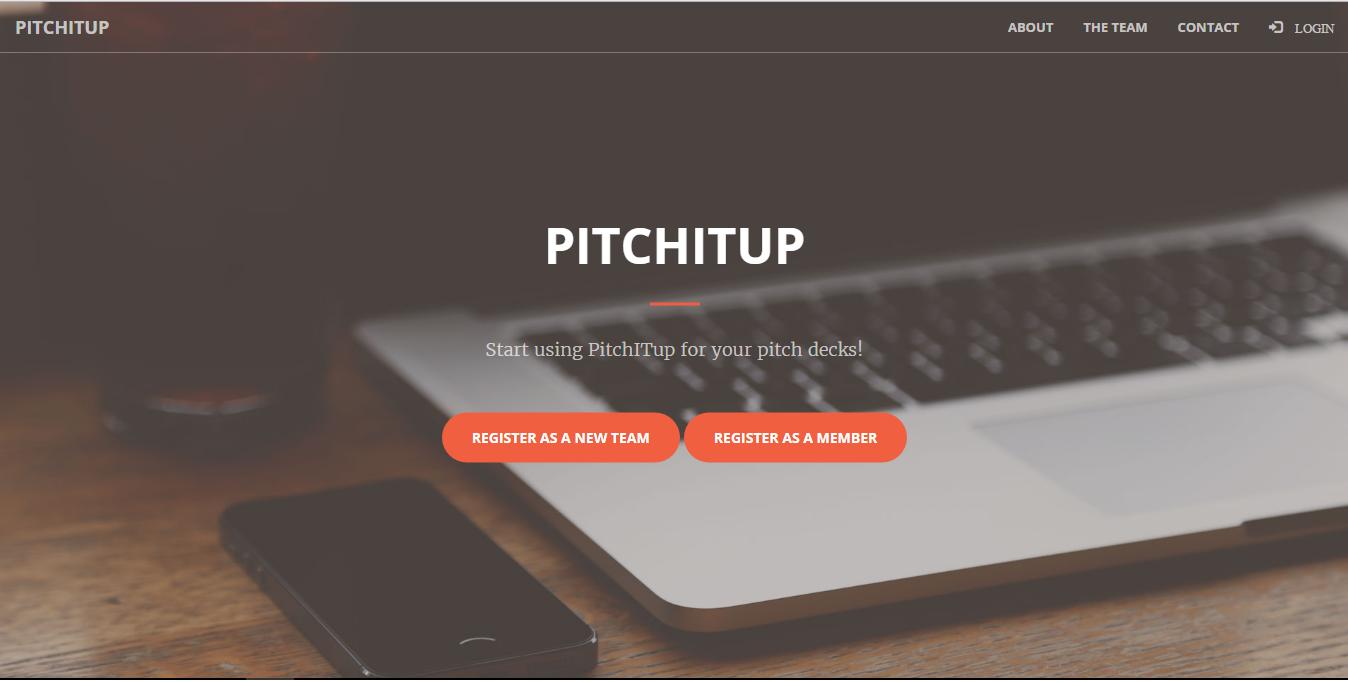 PITCHITUP
ABOUT THE TEAM CONTACT LOGIN
PITCHITUP
Start using PitchITup for your pitch decks!
REGISTER AS A NEW TEAM REGISTER AS A MEMBER